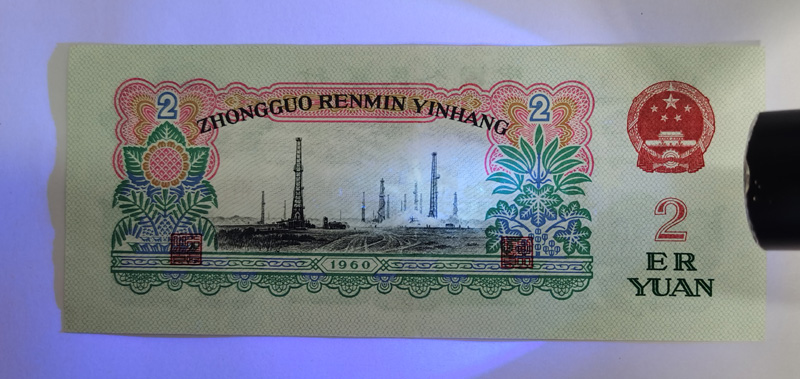 2
2
ZHONGGUO RENMIN YINHANG
2
ER
YUAN
1960